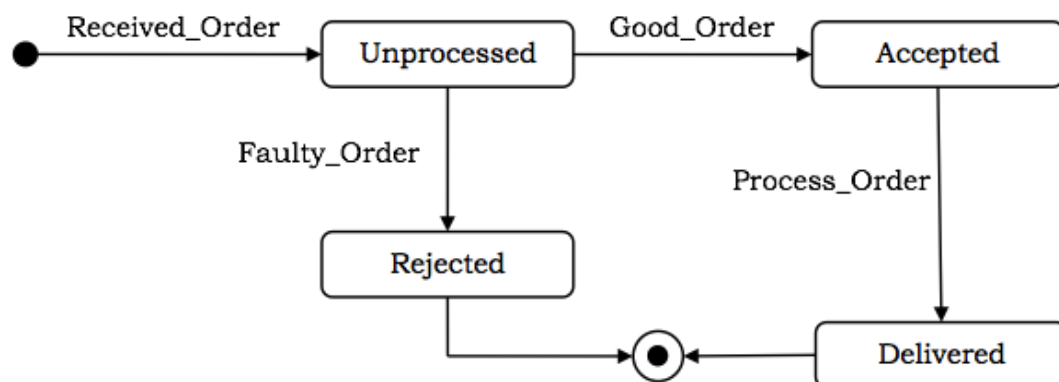 Received_Order
Good_Order
Unprocessed
Accepted
Faulty_Order
Process_Order
Rejected
Delivered